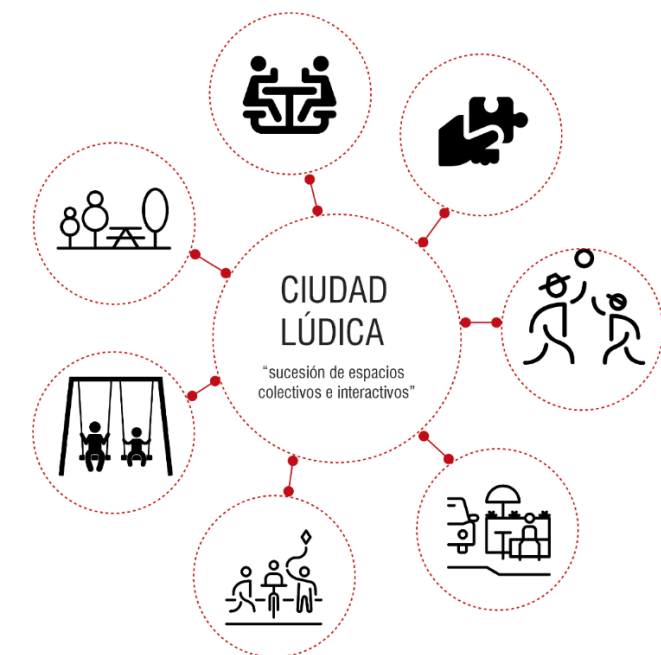 CIUDAD
LÚDICA
“sucesión de espacios
colectivos e interactivos”